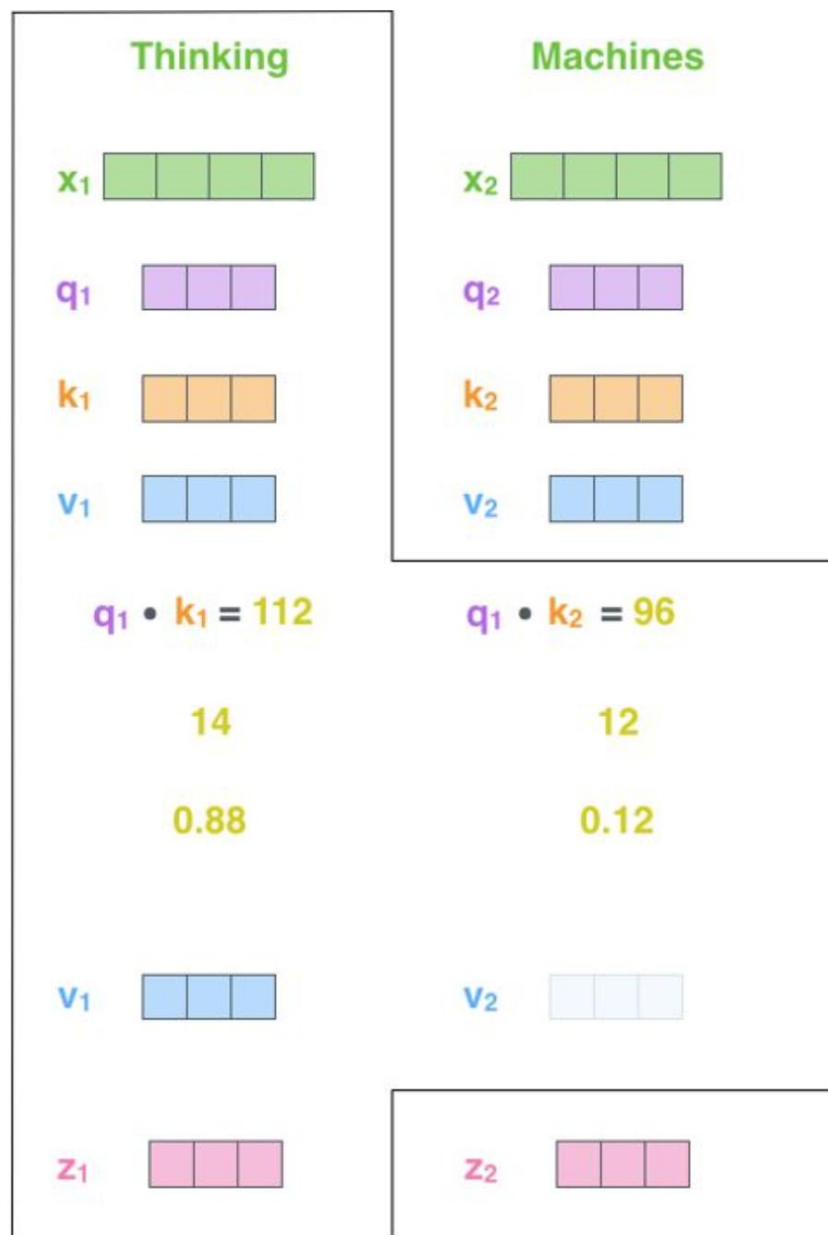 Thinking Machines
x₁ x₂
q₁ q₂
k₁ k₂
v₁ v₂
q₁ • k₁ = 112 q₁ • k₂ = 96
14 12
0.88 0.12
v₁ v₂
z₁ z₂